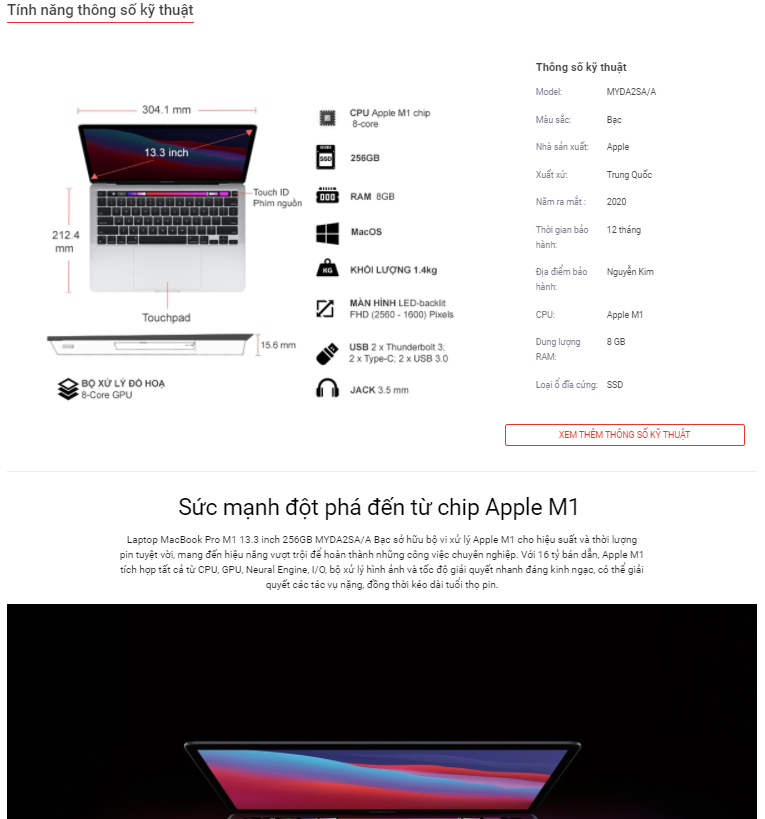 Tính năng thông số kỹ thuật
304.1 mm
13.3 inch
Touch ID
Phím nguồn
212.4
mm
Touchpad
15.6 mm
BỘ XỬ LÝ ĐỒ HOẠ
8-Core GPU
CPU Apple M1 chip
8-core
SSD
256GB
RAM 8GB
MacOS
KG
KHỐI LƯỢNG 1.4kg
MÀN HÌNH LED-backlit
FHD (2560 - 1600) Pixels
USB 2 x Thunderbolt 3;
2 x Type-C; 2 x USB 3.0
JACK 3.5 mm
Thông số kỹ thuật
Model: MYDA2SA/A
Màu sắc: Bạc
Nhà sản xuất: Apple
Xuất xứ: Trung Quốc
Năm ra mắt : 2020
Thời gian bảo 12 tháng
hành:
Địa điểm bảo Nguyễn Kim
hành:
CPU: Apple M1
Dung lượng 8 GB
RAM:
Loại ổ đĩa cứng: SSD
XEM THÊM THÔNG SỐ KỸ THUẬT
Sức mạnh đột phá đến từ chip Apple M1
Laptop MacBook Pro M1 13.3 inch 256GB MYDA2SA/A Bạc sở hữu bộ vi xử lý Apple M1 cho hiệu suất và thời lượng
pin tuyệt vời, mang đến hiệu năng vượt trội để hoàn thành những công việc chuyên nghiệp. Với 16 tỷ bán dẫn, Apple M1
tích hợp tất cả từ CPU, GPU, Neural Engine, I/O, bộ xử lý hình ảnh và tốc độ giải quyết nhanh đáng kinh ngạc, có thể giải
quyết các tác vụ nặng, đồng thời kéo dài tuổi thọ pin.